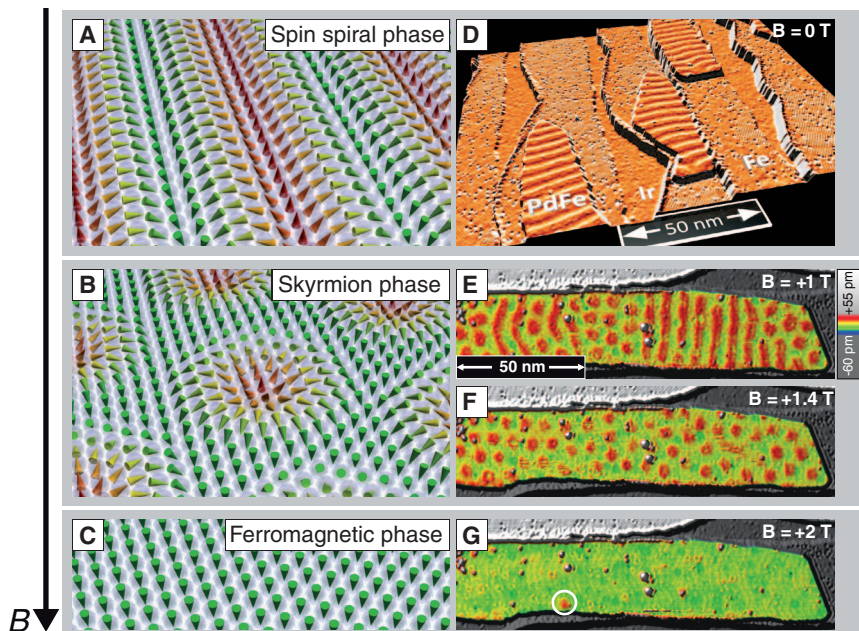 A
Spin spiral phase
D
B = 0 T
PdFe
Ir
Fe
50 nm
B
Skyrmion phase
E
B = +1 T
+55 pm
-60 pm
50 nm
F
B = +1.4 T
C
Ferromagnetic phase
G
B = +2 T
B